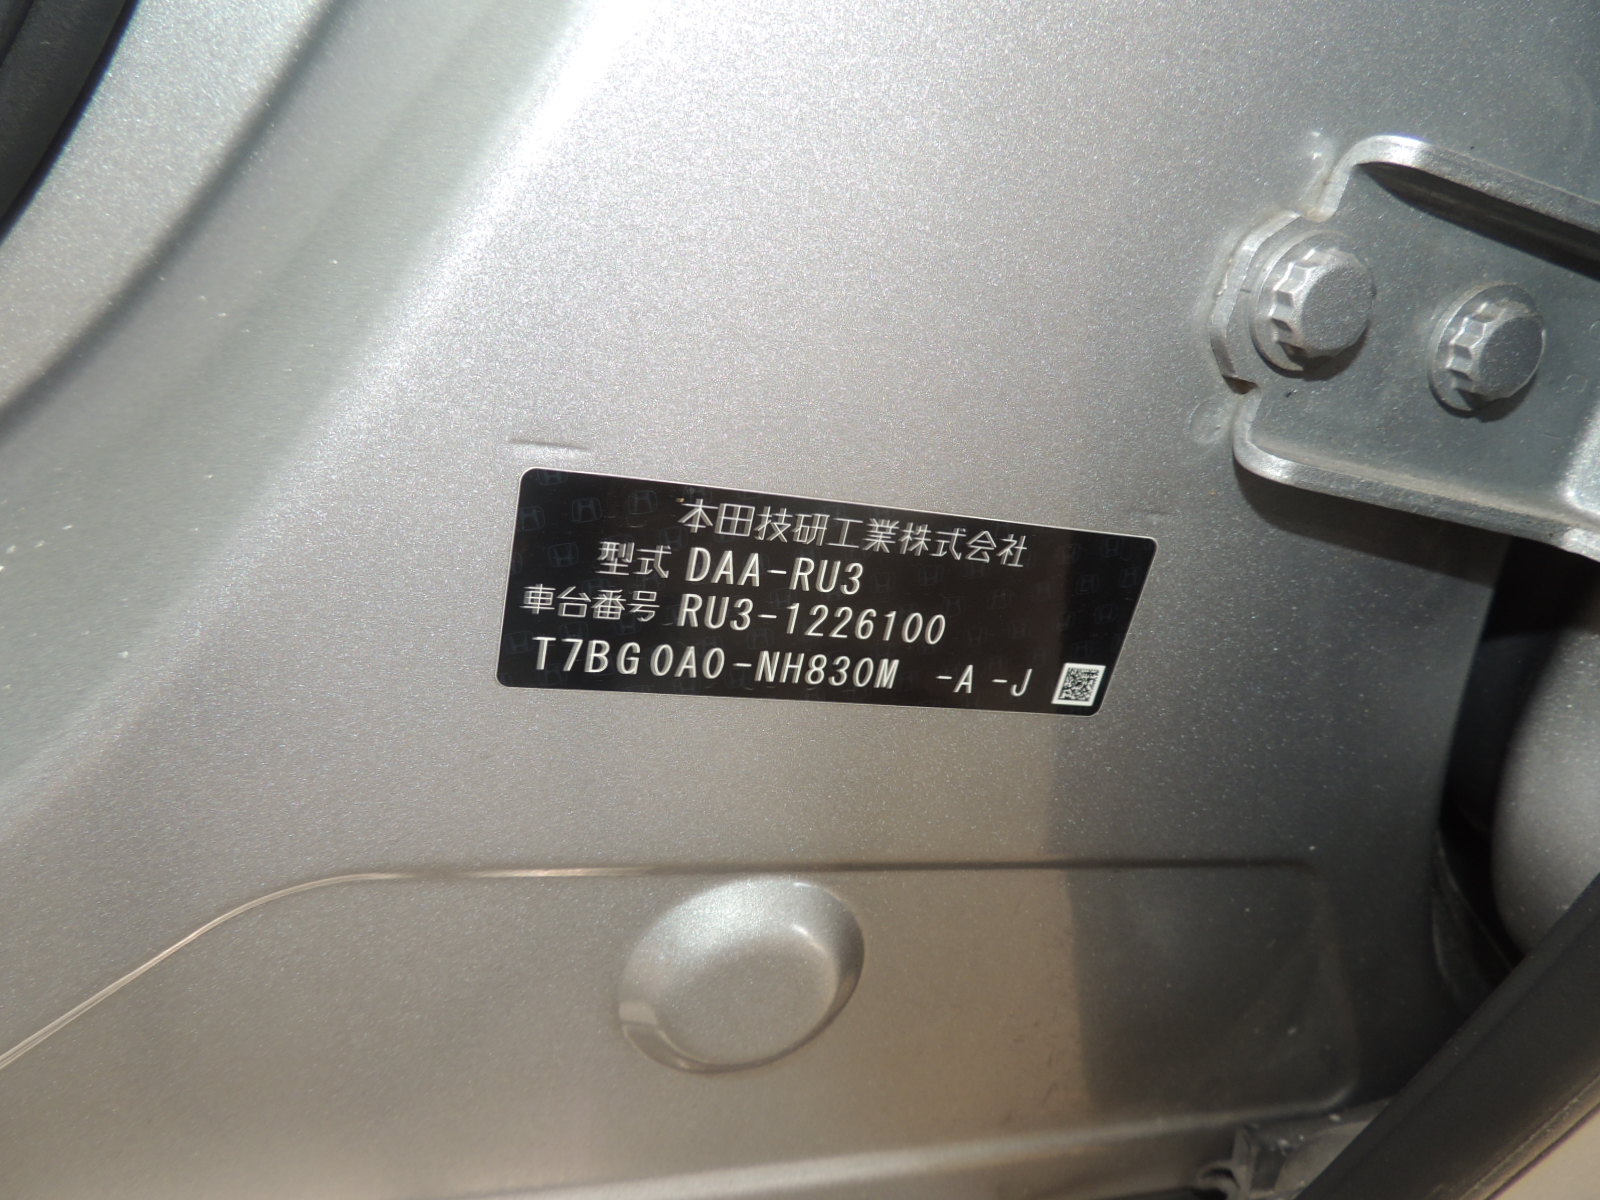 本田技研工業株式会社
型式 DAA-RU3
車台番号 RU3-1226100
T7BG0A0-NH830M -A -J